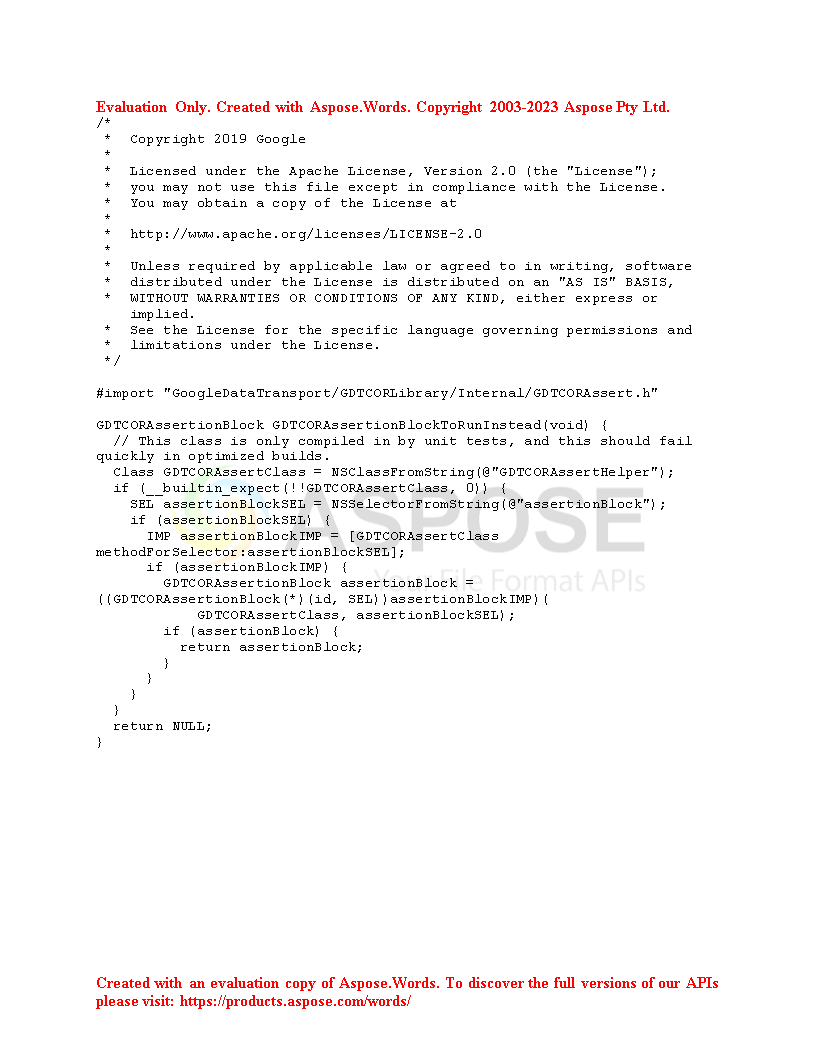 Evaluation Only. Created with Aspose.Words. Copyright 2003-2023 Aspose Pty Ltd.
/*
 *  Copyright 2019 Google
 *
 *  Licensed under the Apache License, Version 2.0 (the "License");
 *  you may not use this file except in compliance with the License.
 *  You may obtain a copy of the License at
 *
 *  http://www.apache.org/licenses/LICENSE-2.0
 *
 *  Unless required by applicable law or agreed to in writing, software
 *  distributed under the License is distributed on an "AS IS" BASIS,
 *  WITHOUT WARRANTIES OR CONDITIONS OF ANY KIND, either express or
    implied.
 *  See the License for the specific language governing permissions and
 *  limitations under the License.
 */

#import "GoogleDataTransport/GDTCORLibrary/Internal/GDTCORAssert.h"

GDTCORAssertionBlock GDTCORAssertionBlockToRunInstead(void) {
  // This class is only compiled in by unit tests, and this should fail
quickly in optimized builds.
  Class GDTCORAssertClass = NSClassFromString(@"GDTCORAssertHelper");
  if (__builtin_expect(!!GDTCORAssertClass, 0)) {
    SEL assertionBlockSEL = NSSelectorFromString(@"assertionBlock");
    if (assertionBlockSEL) {
      IMP assertionBlockIMP = [GDTCORAssertClass
methodForSelector:assertionBlockSEL];
      if (assertionBlockIMP) {
        GDTCORAssertionBlock assertionBlock =
((GDTCORAssertionBlock(*)(id, SEL))assertionBlockIMP)(
            GDTCORAssertClass, assertionBlockSEL);
        if (assertionBlock) {
          return assertionBlock;
        }
      }
    }
  }
  return NULL;
}
ASPOSE
Your File Format APIs
Created with an evaluation copy of Aspose.Words. To discover the full versions of our APIs
please visit: https://products.aspose.com/words/